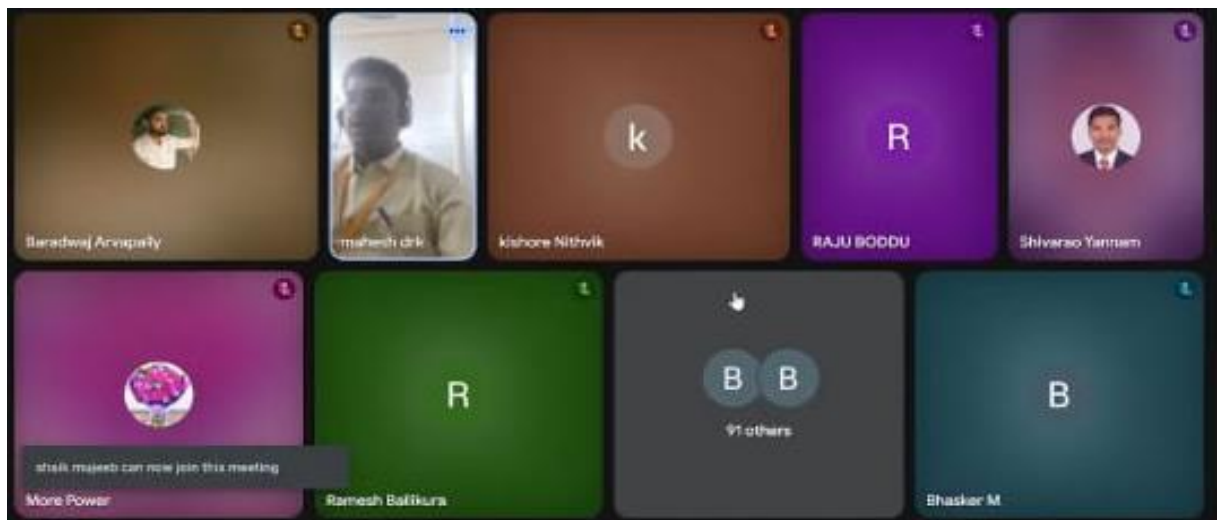 Baradwaj Arvapally
mahesh drk
k
kishore Nithvik
R
RAJU BODDU
Shivarao Yannam
shaik mujeeb can now join this meeting
More Power
R
Ramesh Ballikura
B B
91 others
B
Bhasker M